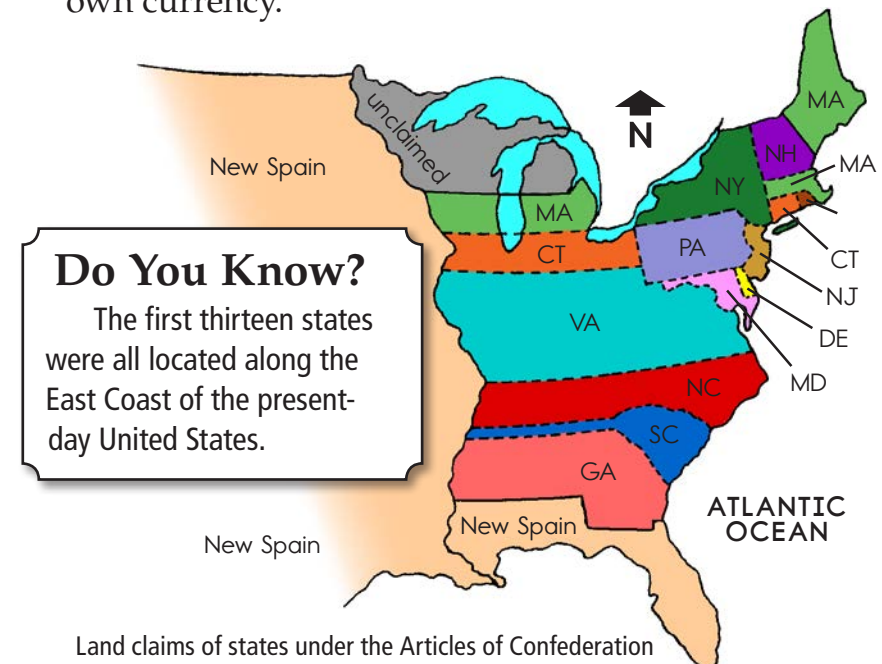 own currency.
MA
unclaimed
N
NH
MA
New Spain
NY
MA
CT
PA
CT
NJ
DE
MD
Do You Know?
The first thirteen states
were all located along the
East Coast of the present-
day United States.
VA
NC
SC
GA
ATLANTIC
OCEAN
New Spain
New Spain
Land claims of states under the Articles of Confederation